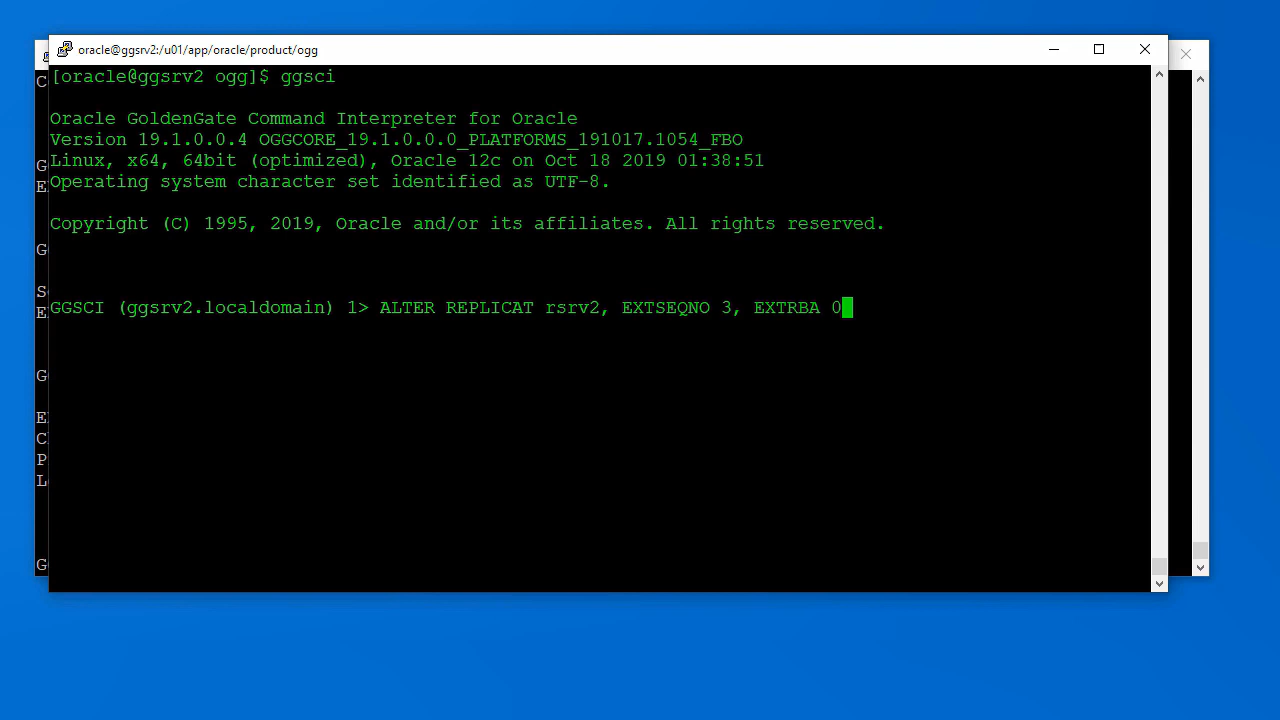 oracle@ggsrv2:/u01/app/oracle/product/ogg
[oracle@ggsrv2 ogg]$ ggsci
Oracle GoldenGate Command Interpreter for Oracle
Version 19.1.0.0.4 OGGCORE_19.1.0.0.0_PLATFORMS_191017.1054_FBO
Linux, x64, 64bit (optimized), Oracle 12c on Oct 18 2019 01:38:51
Operating system character set identified as UTF-8.
Copyright (C) 1995, 2019, Oracle and/or its affiliates. All rights reserved.
GGSCI (ggsrv2.localdomain) 1> ALTER REPLICAT rsrv2, EXTSEQNO 3, EXTRBA 0